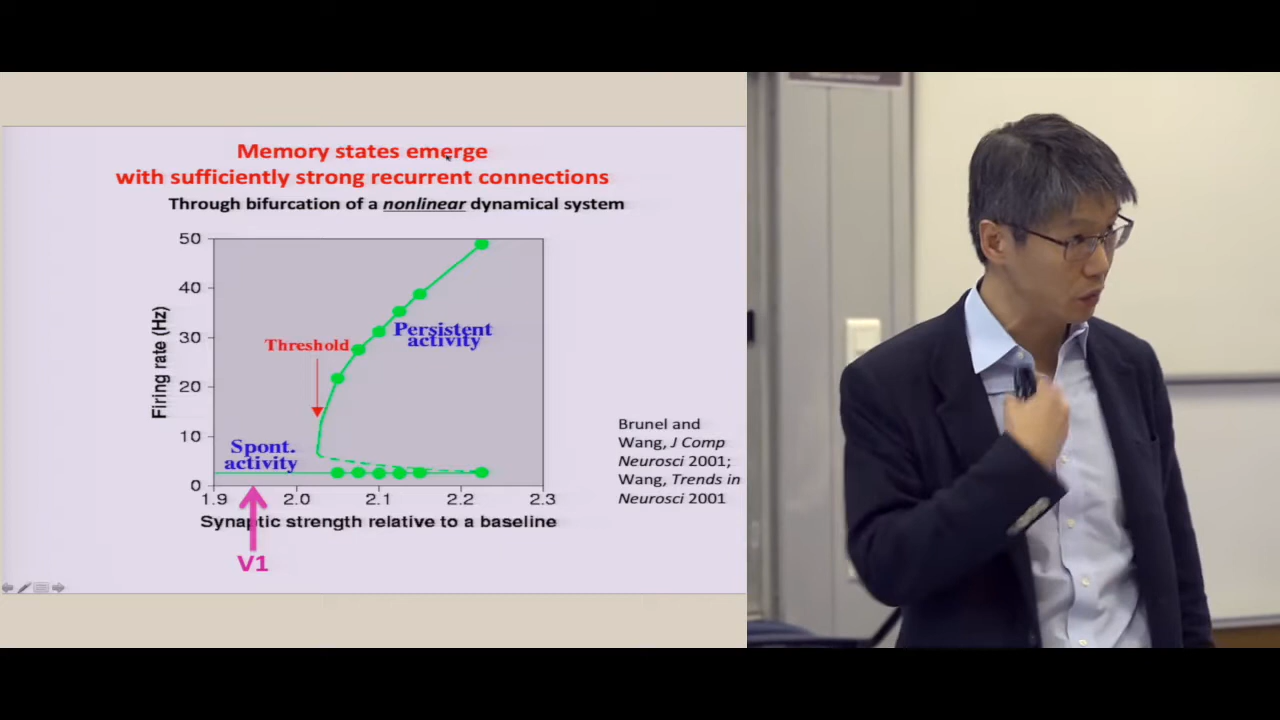 Memory states emerge
with sufficiently strong recurrent connections
Through bifurcation of a nonlinear dynamical system
50
40
30
20
10
0
Firing rate (Hz)
Threshold
Persistent
activity
Spont.
activity
1.9
2.0
2.1
2.2
2.3
Synaptic strength relative to a baseline
V1
Brunel and
Wang, J Comp
Neurosci 2001;
Wang, Trends in
Neurosci 2001